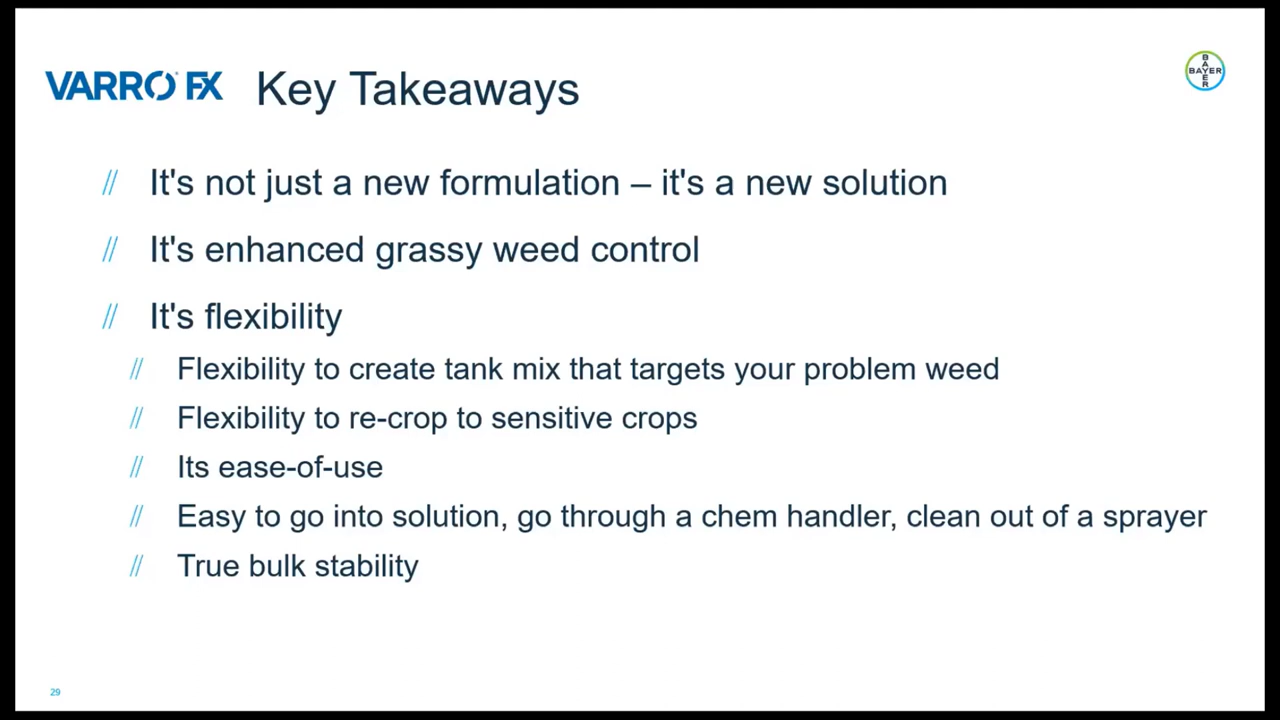 VARRO FX Key Takeaways
BAYER
BAYER
// It's not just a new formulation – it's a new solution
// It's enhanced grassy weed control
// It's flexibility
// Flexibility to create tank mix that targets your problem weed
// Flexibility to re-crop to sensitive crops
// Its ease-of-use
// Easy to go into solution, go through a chem handler, clean out of a sprayer
// True bulk stability
29